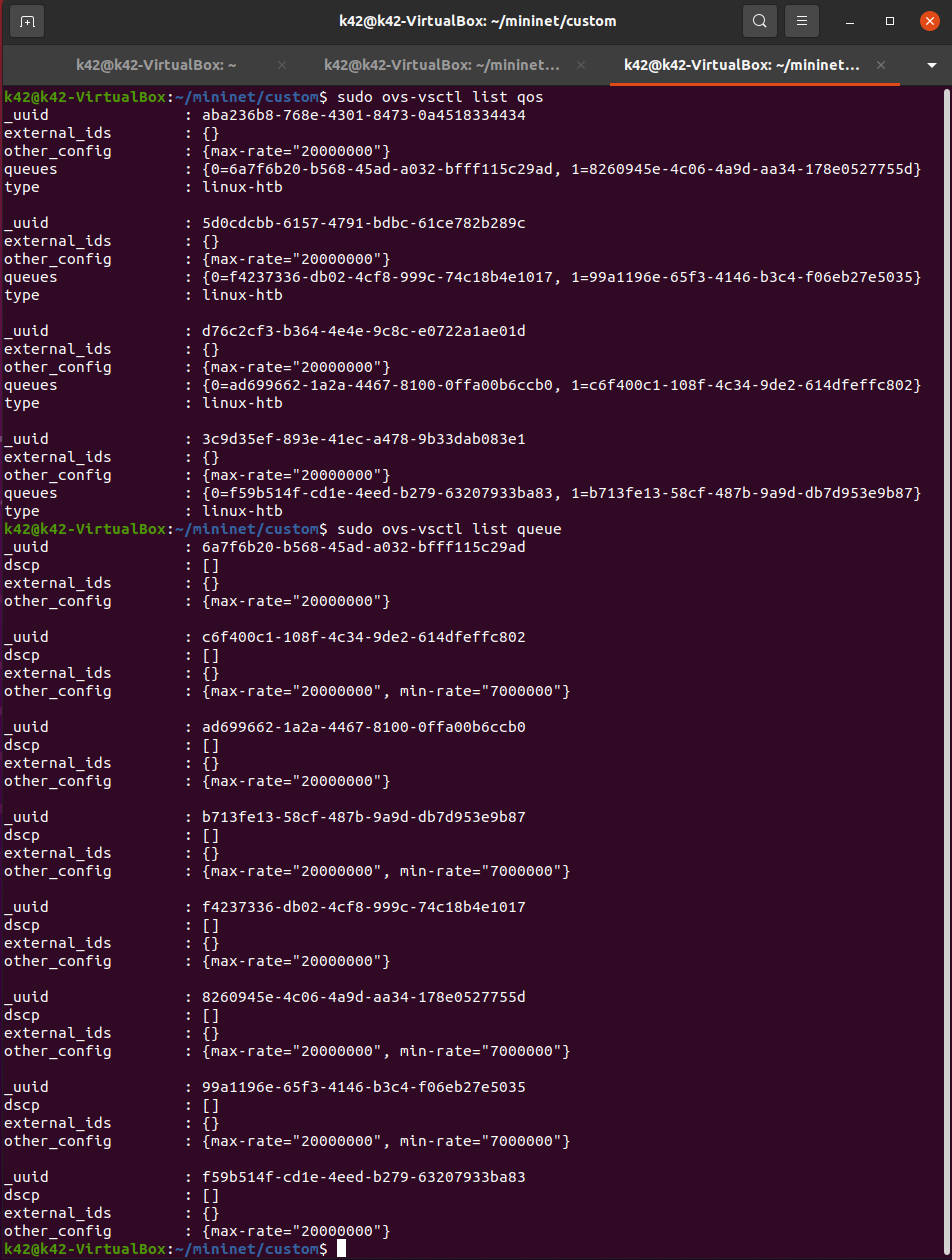 k42@k42-VirtualBox: ~/mininet/custom
k42@k42-VirtualBox: ~
k42@k42-VirtualBox: ~/mininet...
k42@k42-VirtualBox: ~/mininet...
k42@k42-VirtualBox:~/mininet/custom$ sudo ovs-vsctl list qos
_uuid : aba236b8-768e-4301-8473-0a4518334434
external_ids : {}
other_config : {max-rate="20000000"}
queues : {0=6a7f6b20-b568-45ad-a032-bfff115c29ad, 1=8260945e-4c06-4a9d-aa34-178e0527755d}
type : linux-htb
_uuid : 5d0cdcbb-6157-4791-bdbc-61ce782b289c
external_ids : {}
other_config : {max-rate="20000000"}
queues : {0=f4237336-db02-4cf8-999c-74c18b4e1017, 1=99a1196e-65f3-4146-b3c4-f06eb27e5035}
type : linux-htb
_uuid : d76c2cf3-b364-4e4e-9c8c-e0722a1ae01d
external_ids : {}
other_config : {max-rate="20000000"}
queues : {0=ad699662-1a2a-4467-8100-0ffa00b6ccb0, 1=c6f400c1-108f-4c34-9de2-614dfeffc802}
type : linux-htb
_uuid : 3c9d35ef-893e-41ec-a478-9b33dab083e1
external_ids : {}
other_config : {max-rate="20000000"}
queues : {0=f59b514f-cd1e-4eed-b279-63207933ba83, 1=b713fe13-58cf-487b-9a9d-db7d953e9b87}
type : linux-htb
k42@k42-VirtualBox:~/mininet/custom$ sudo ovs-vsctl list queue
_uuid : 6a7f6b20-b568-45ad-a032-bfff115c29ad
dscp : []
external_ids : {}
other_config : {max-rate="20000000"}
_uuid : c6f400c1-108f-4c34-9de2-614dfeffc802
dscp : []
external_ids : {}
other_config : {max-rate="20000000", min-rate="7000000"}
_uuid : ad699662-1a2a-4467-8100-0ffa00b6ccb0
dscp : []
external_ids : {}
other_config : {max-rate="20000000"}
_uuid : b713fe13-58cf-487b-9a9d-db7d953e9b87
dscp : []
external_ids : {}
other_config : {max-rate="20000000", min-rate="7000000"}
_uuid : f4237336-db02-4cf8-999c-74c18b4e1017
dscp : []
external_ids : {}
other_config : {max-rate="20000000"}
_uuid : 8260945e-4c06-4a9d-aa34-178e0527755d
dscp : []
external_ids : {}
other_config : {max-rate="20000000", min-rate="7000000"}
_uuid : 99a1196e-65f3-4146-b3c4-f06eb27e5035
dscp : []
external_ids : {}
other_config : {max-rate="20000000", min-rate="7000000"}
_uuid : f59b514f-cd1e-4eed-b279-63207933ba83
dscp : []
external_ids : {}
other_config : {max-rate="20000000"}
k42@k42-VirtualBox:~/mininet/custom$